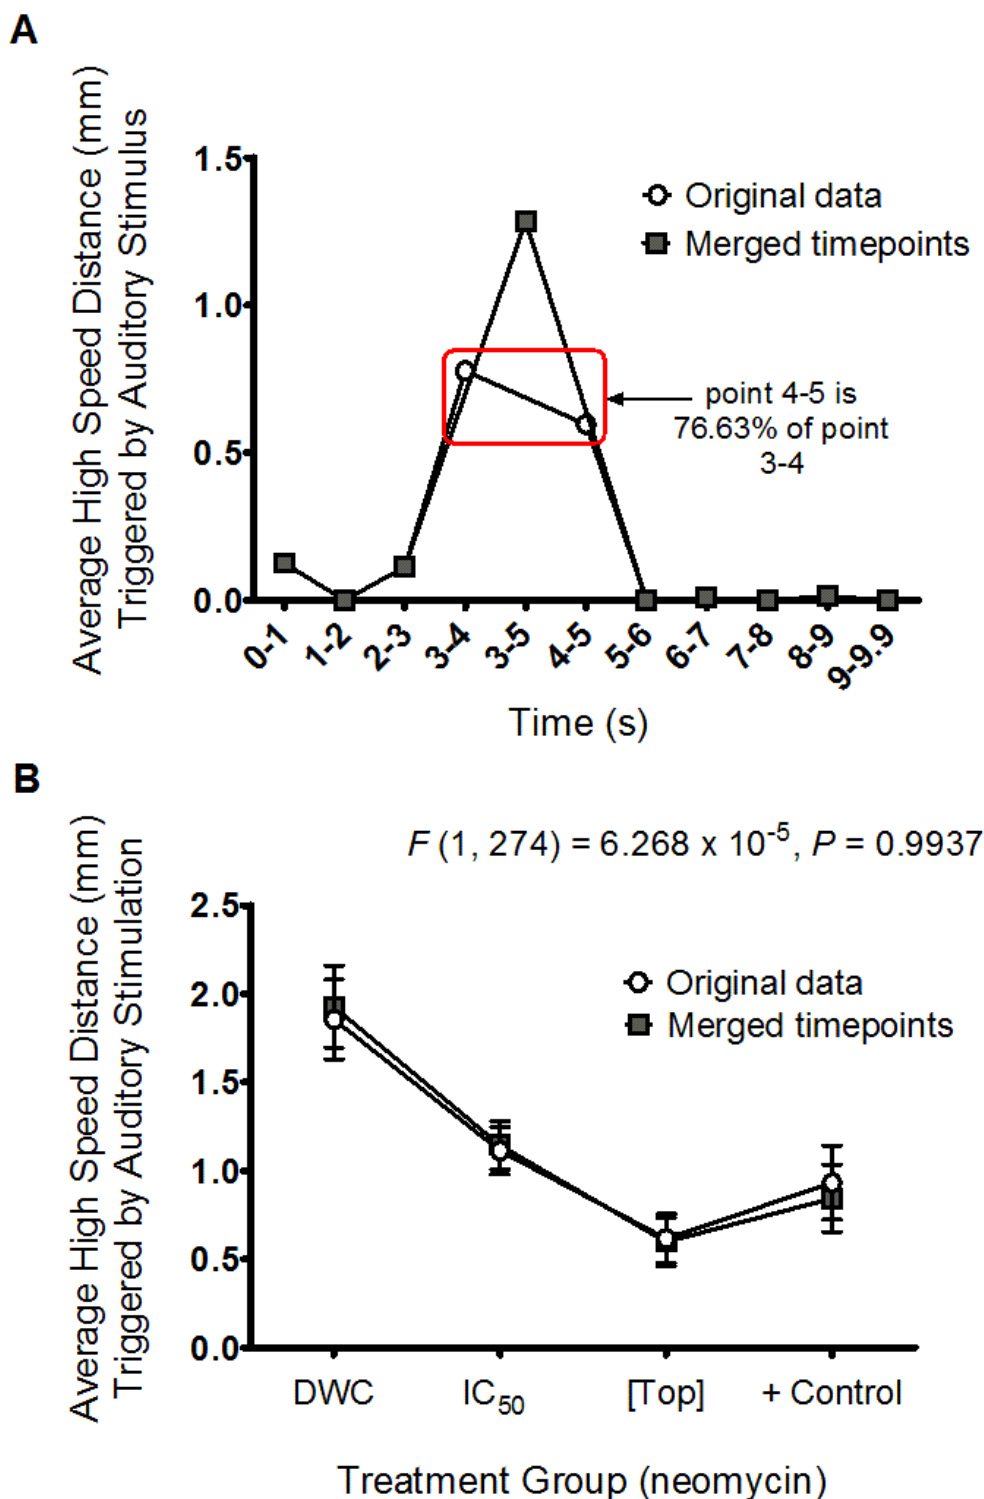 A
Average High Speed Distance (mm)
Triggered by Auditory Stimulus
1.5
1.0
0.5
0.0
Original data
Merged timepoints
point 4-5 is
76.63% of point
3-4
0-1
1-2
2-3
3-4
3-5
4-5
5-6
6-7
7-8
8-9
9-9.9
Time (s)
B
Average High Speed Distance (mm)
Triggered by Auditory Stimulation
F (1, 274) = 6.268 x 10⁻⁵, P = 0.9937
2.5
2.0
1.5
1.0
0.5
0.0
Original data
Merged timepoints
DWC
IC₅₀
[Top]
+ Control
Treatment Group (neomycin)